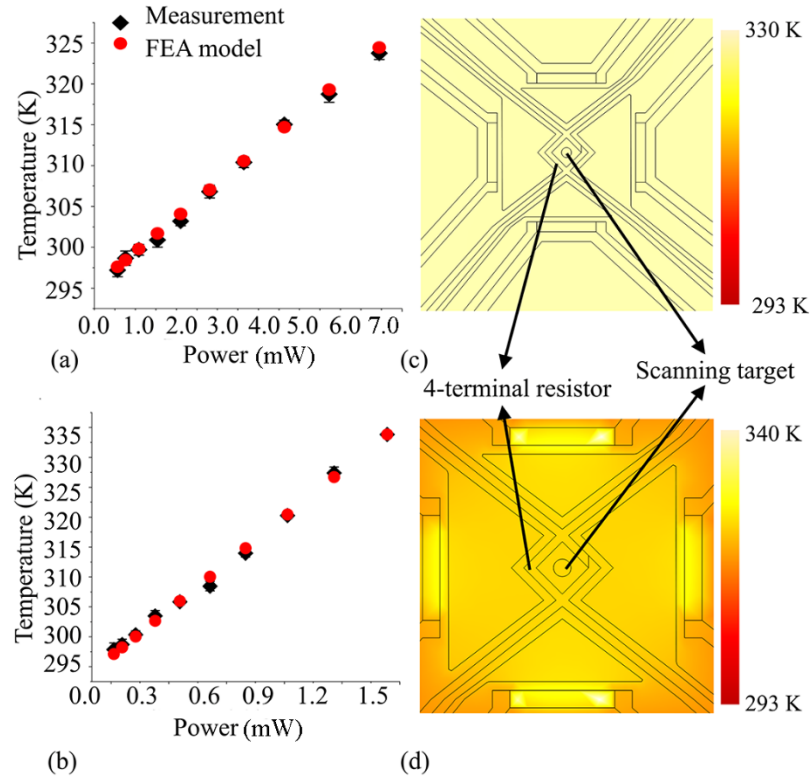 Measurement
FEA model
Temperature (K)
325
320
315
310
305
300
295
0.0 1.0 2.0 3.0 4.0 5.0 6.0 7.0
Power (mW)
(a)
330 K
293 K
(c)
4-terminal resistor
Scanning target
Temperature (K)
335
330
320
310
305
300
295
0.0 0.3 0.6 0.9 1.2 1.5
Power (mW)
(b)
340 K
293 K
(d)